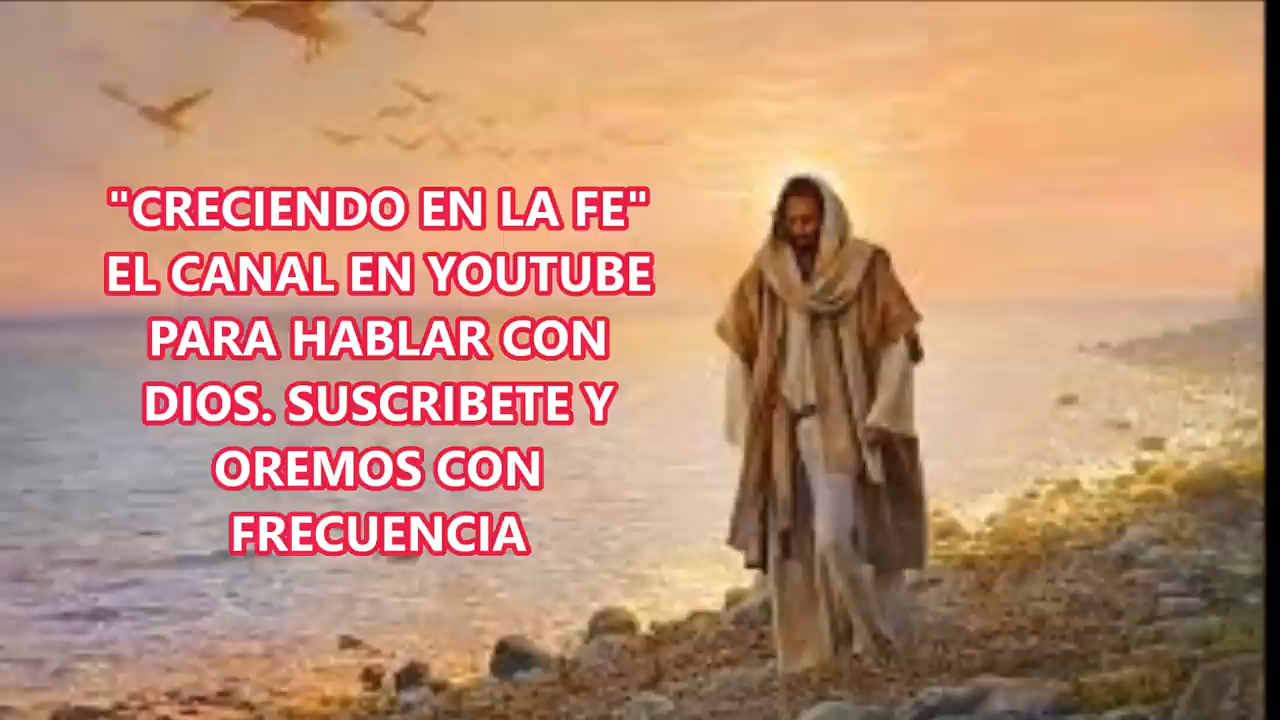 "CRECIENDO EN LA FE"
EL CANAL EN YOUTUBE
PARA HABLAR CON
DIOS. SUSCRIBETE Y
OREMOS CON
FRECUENCIA